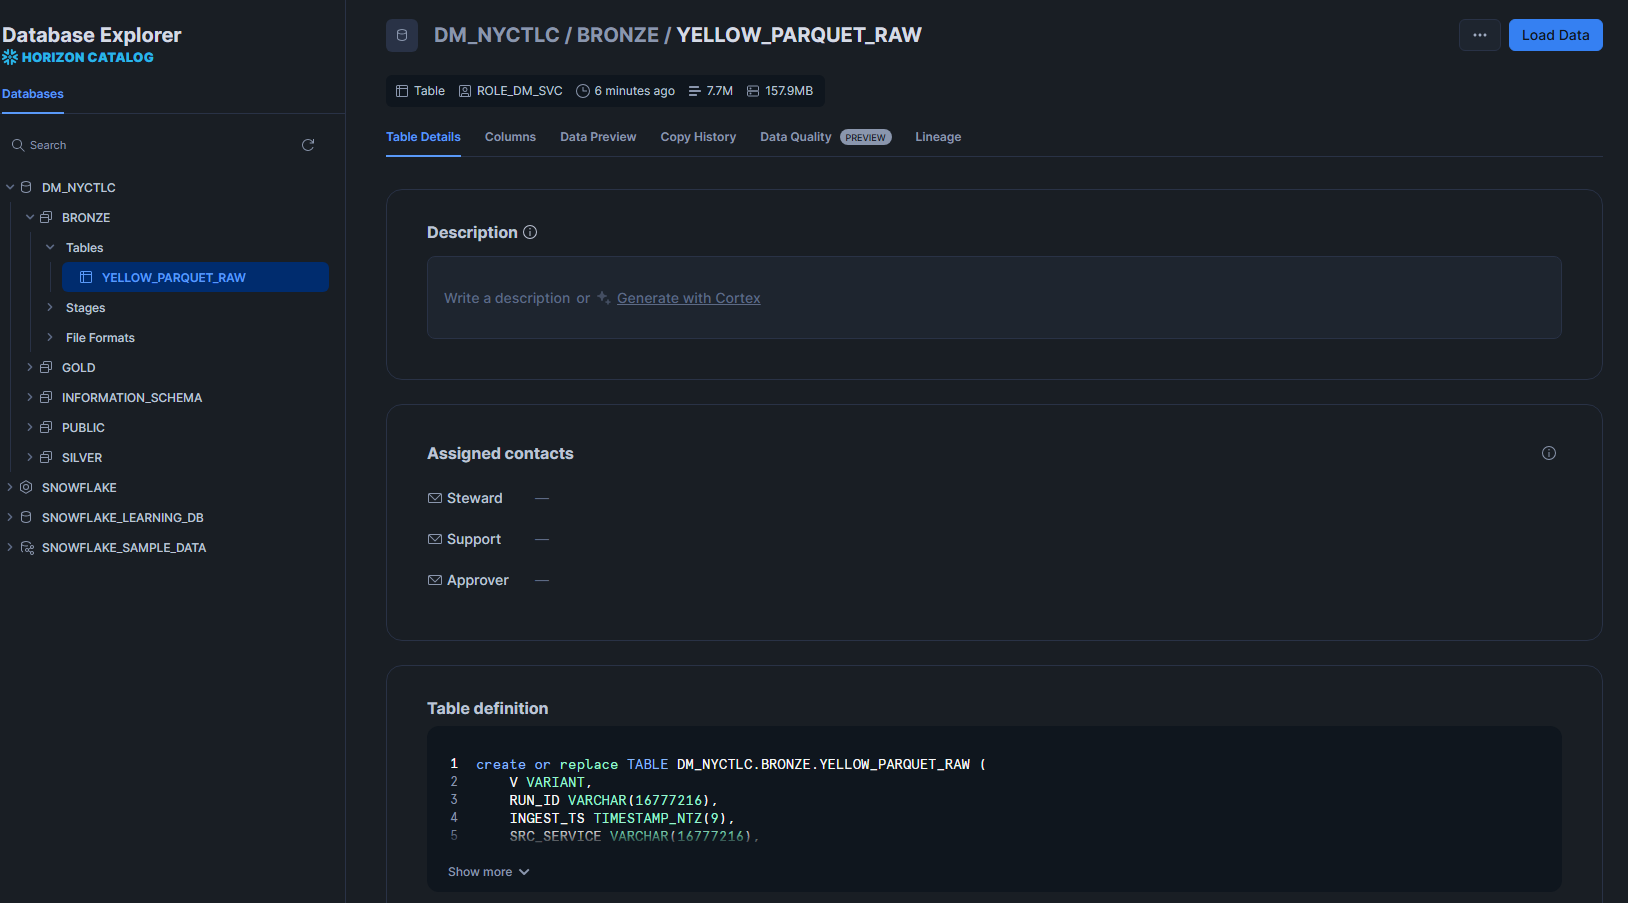 Database Explorer
HORIZON CATALOG
Databases
Search
DM_NYCTLC
BRONZE
Tables
YELLOW_PARQUET_RAW
Stages
File Formats
GOLD
INFORMATION_SCHEMA
PUBLIC
SILVER
SNOWFLAKE
SNOWFLAKE_LEARNING_DB
SNOWFLAKE_SAMPLE_DATA
DM_NYCTLC / BRONZE / YELLOW_PARQUET_RAW
... Load Data
Table ROLE_DM_SVC 6 minutes ago 7.7M 157.9MB
Table Details Columns Data Preview Copy History Data Quality PREVIEW Lineage
Description
Write a description or Generate with Cortex
Assigned contacts
Steward —
Support —
Approver —
Table definition
1 create or replace TABLE DM_NYCTLC.BRONZE.YELLOW_PARQUET_RAW (
2 V VARIANT,
3 RUN_ID VARCHAR(16777216),
4 INGEST_TS TIMESTAMP_NTZ(9),
5 SRC_SERVICE VARCHAR(16777216),
Show more